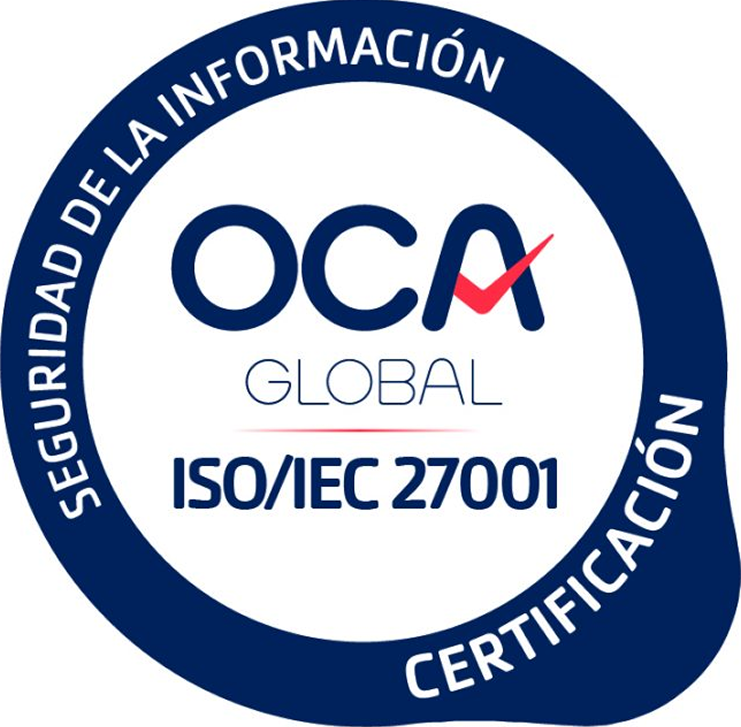 SEGURIDAD DE LA INFORMACIÓN
OCA
GLOBAL
ISO/IEC 27001
CERTIFICACIÓN